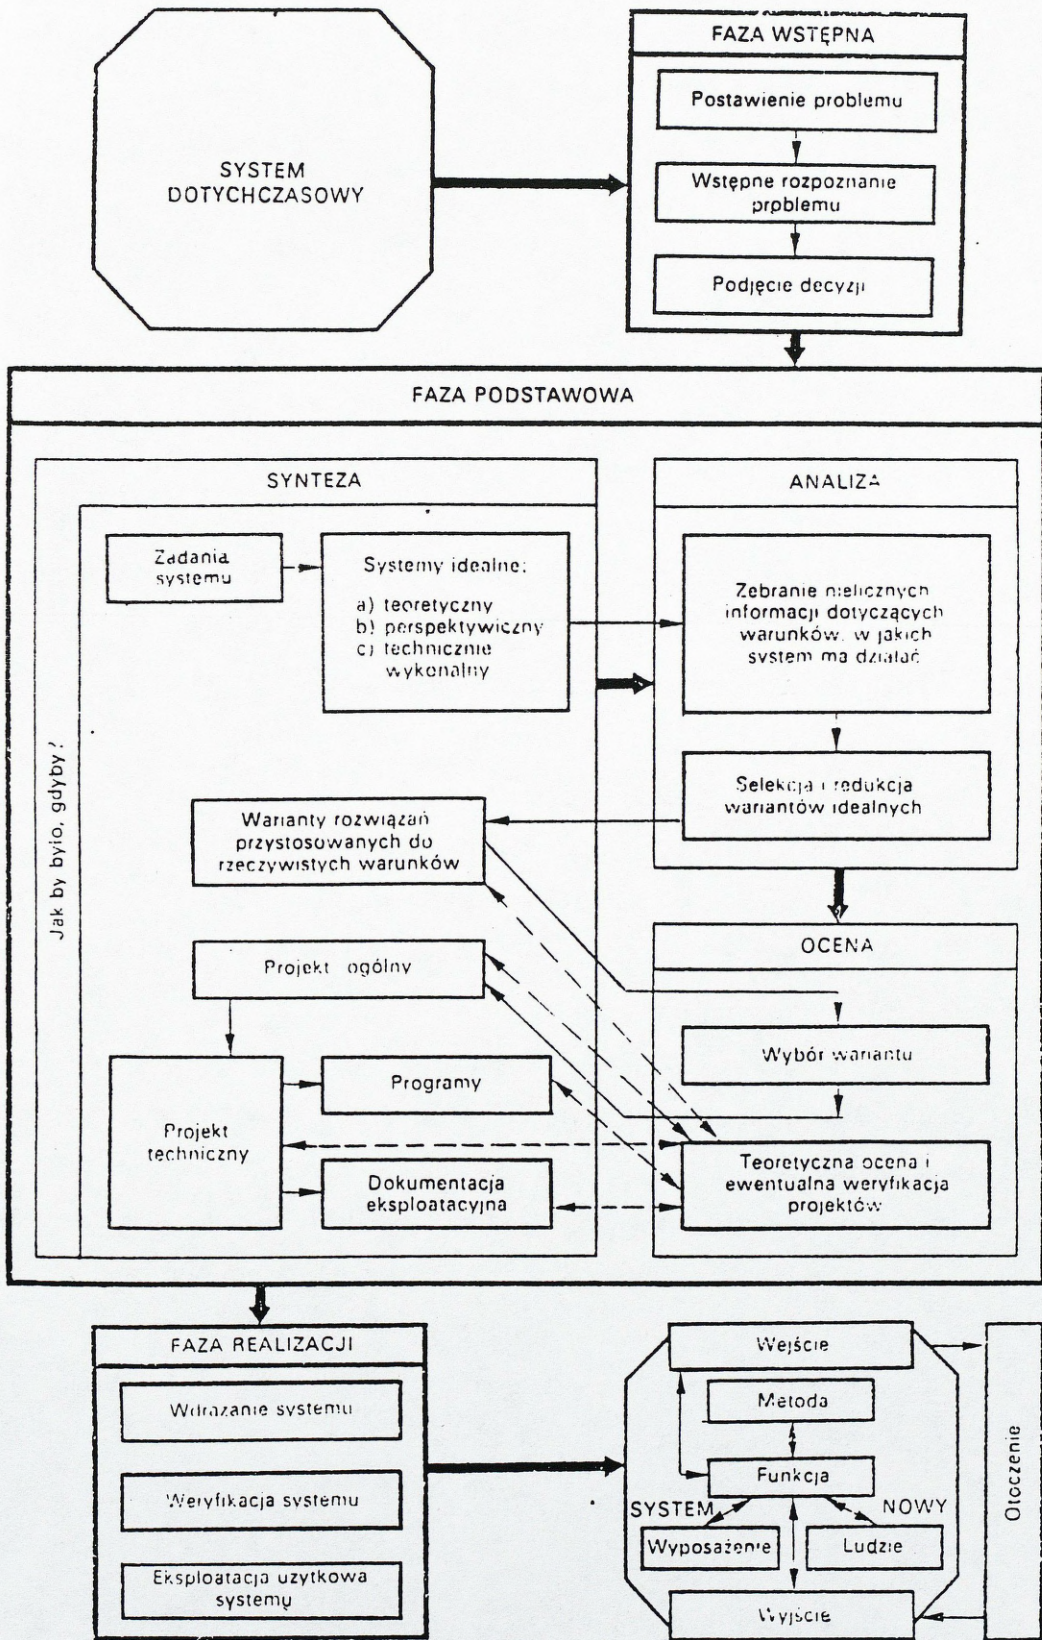 SYSTEM
DOTYCHCZASOWY
FAZA WSTĘPNA
Postawienie problemu
Wstępne rozpoznanie
problemu
Podjęcie decyzji
FAZA PODSTAWOWA
Jak by było, gdyby?
SYNTEZA
Zadania
systemu
Systemy idealne:
a) teoretyczny
b) perspektywiczny
c) technicznie
wykonalny
ANALIZA
Zebranie nielicznych
informacji dotyczących
warunków, w jakich
system ma działać
Selekcja i redukcja
wariantów idealnych
Warianty rozwiązań
przystosowanych do
rzeczywistych warunków
Projekt ogólny
Projekt
techniczny
Programy
Dokumentacja
eksploatacyjna
OCENA
Wybór wariantu
Teoretyczna ocena i
ewentualna weryfikacja
projektów
FAZA REALIZACJI
Wdrażanie systemu
Weryfikacja systemu
Eksploatacja użytkowa
systemu
Wejście
Metoda
Funkcja
SYSTEM NOWY
Wyposażenie
Ludzie
Wyjście
Otoczenie